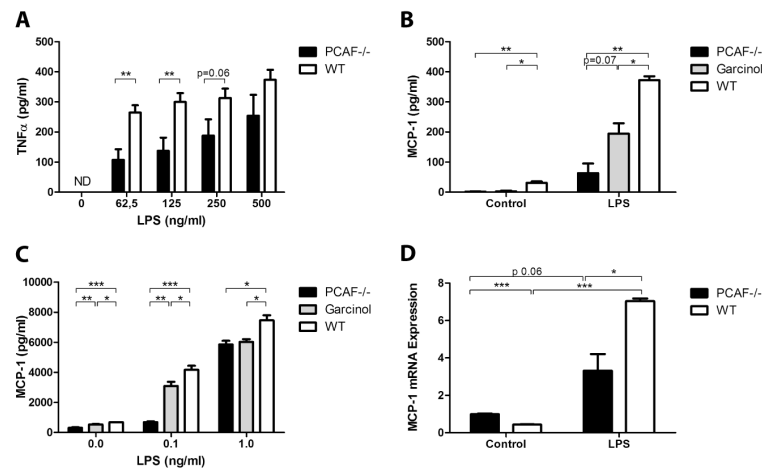 A
500
400
300
200
100
0
TNFα (pg/ml)
ND
**
**
p=0.06
0
62,5
125
250
500
LPS (ng/ml)
PCAF-/-
WT
B
500
400
300
200
100
0
MCP-1 (pg/ml)
**
*
**
p=0.07
*
Control
LPS
PCAF-/-
Garcinol
WT
C
10000
8000
6000
4000
2000
0
MCP-1 (pg/ml)
***
**
*
***
**
*
*
*
0.0
0.1
1.0
LPS (ng/ml)
PCAF-/-
Garcinol
WT
D
8
6
4
2
0
MCP-1 mRNA Expression
p 0.06
*
***
***
Control
LPS
PCAF-/-
WT